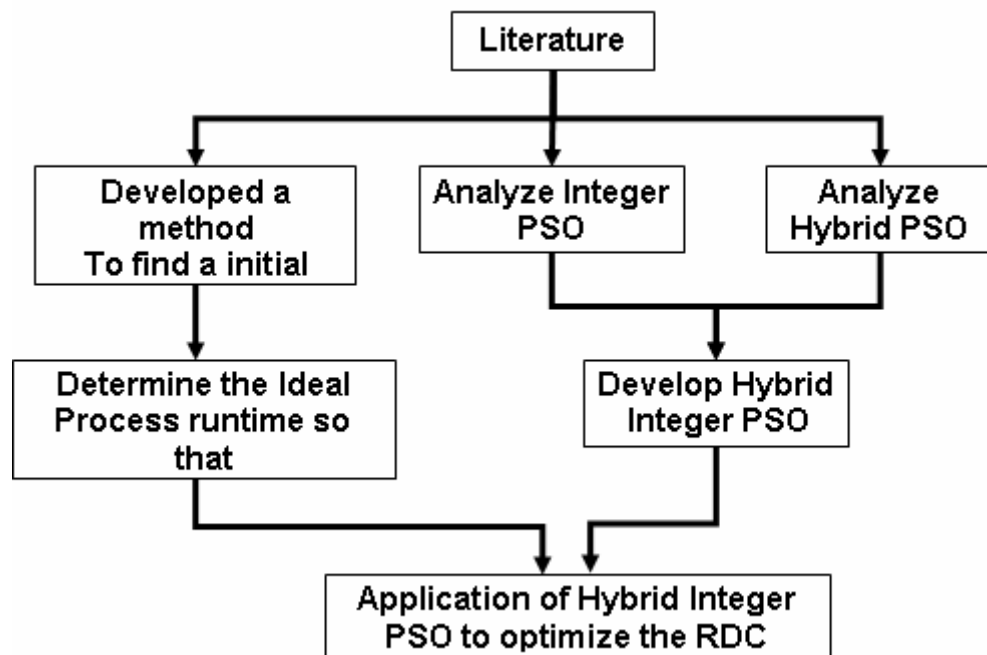 Literature
Developed a
method
To find a initial
Analyze Integer
PSO
Analyze
Hybrid PSO
Determine the Ideal
Process runtime so
that
Develop Hybrid
Integer PSO
Application of Hybrid Integer
PSO to optimize the RDC